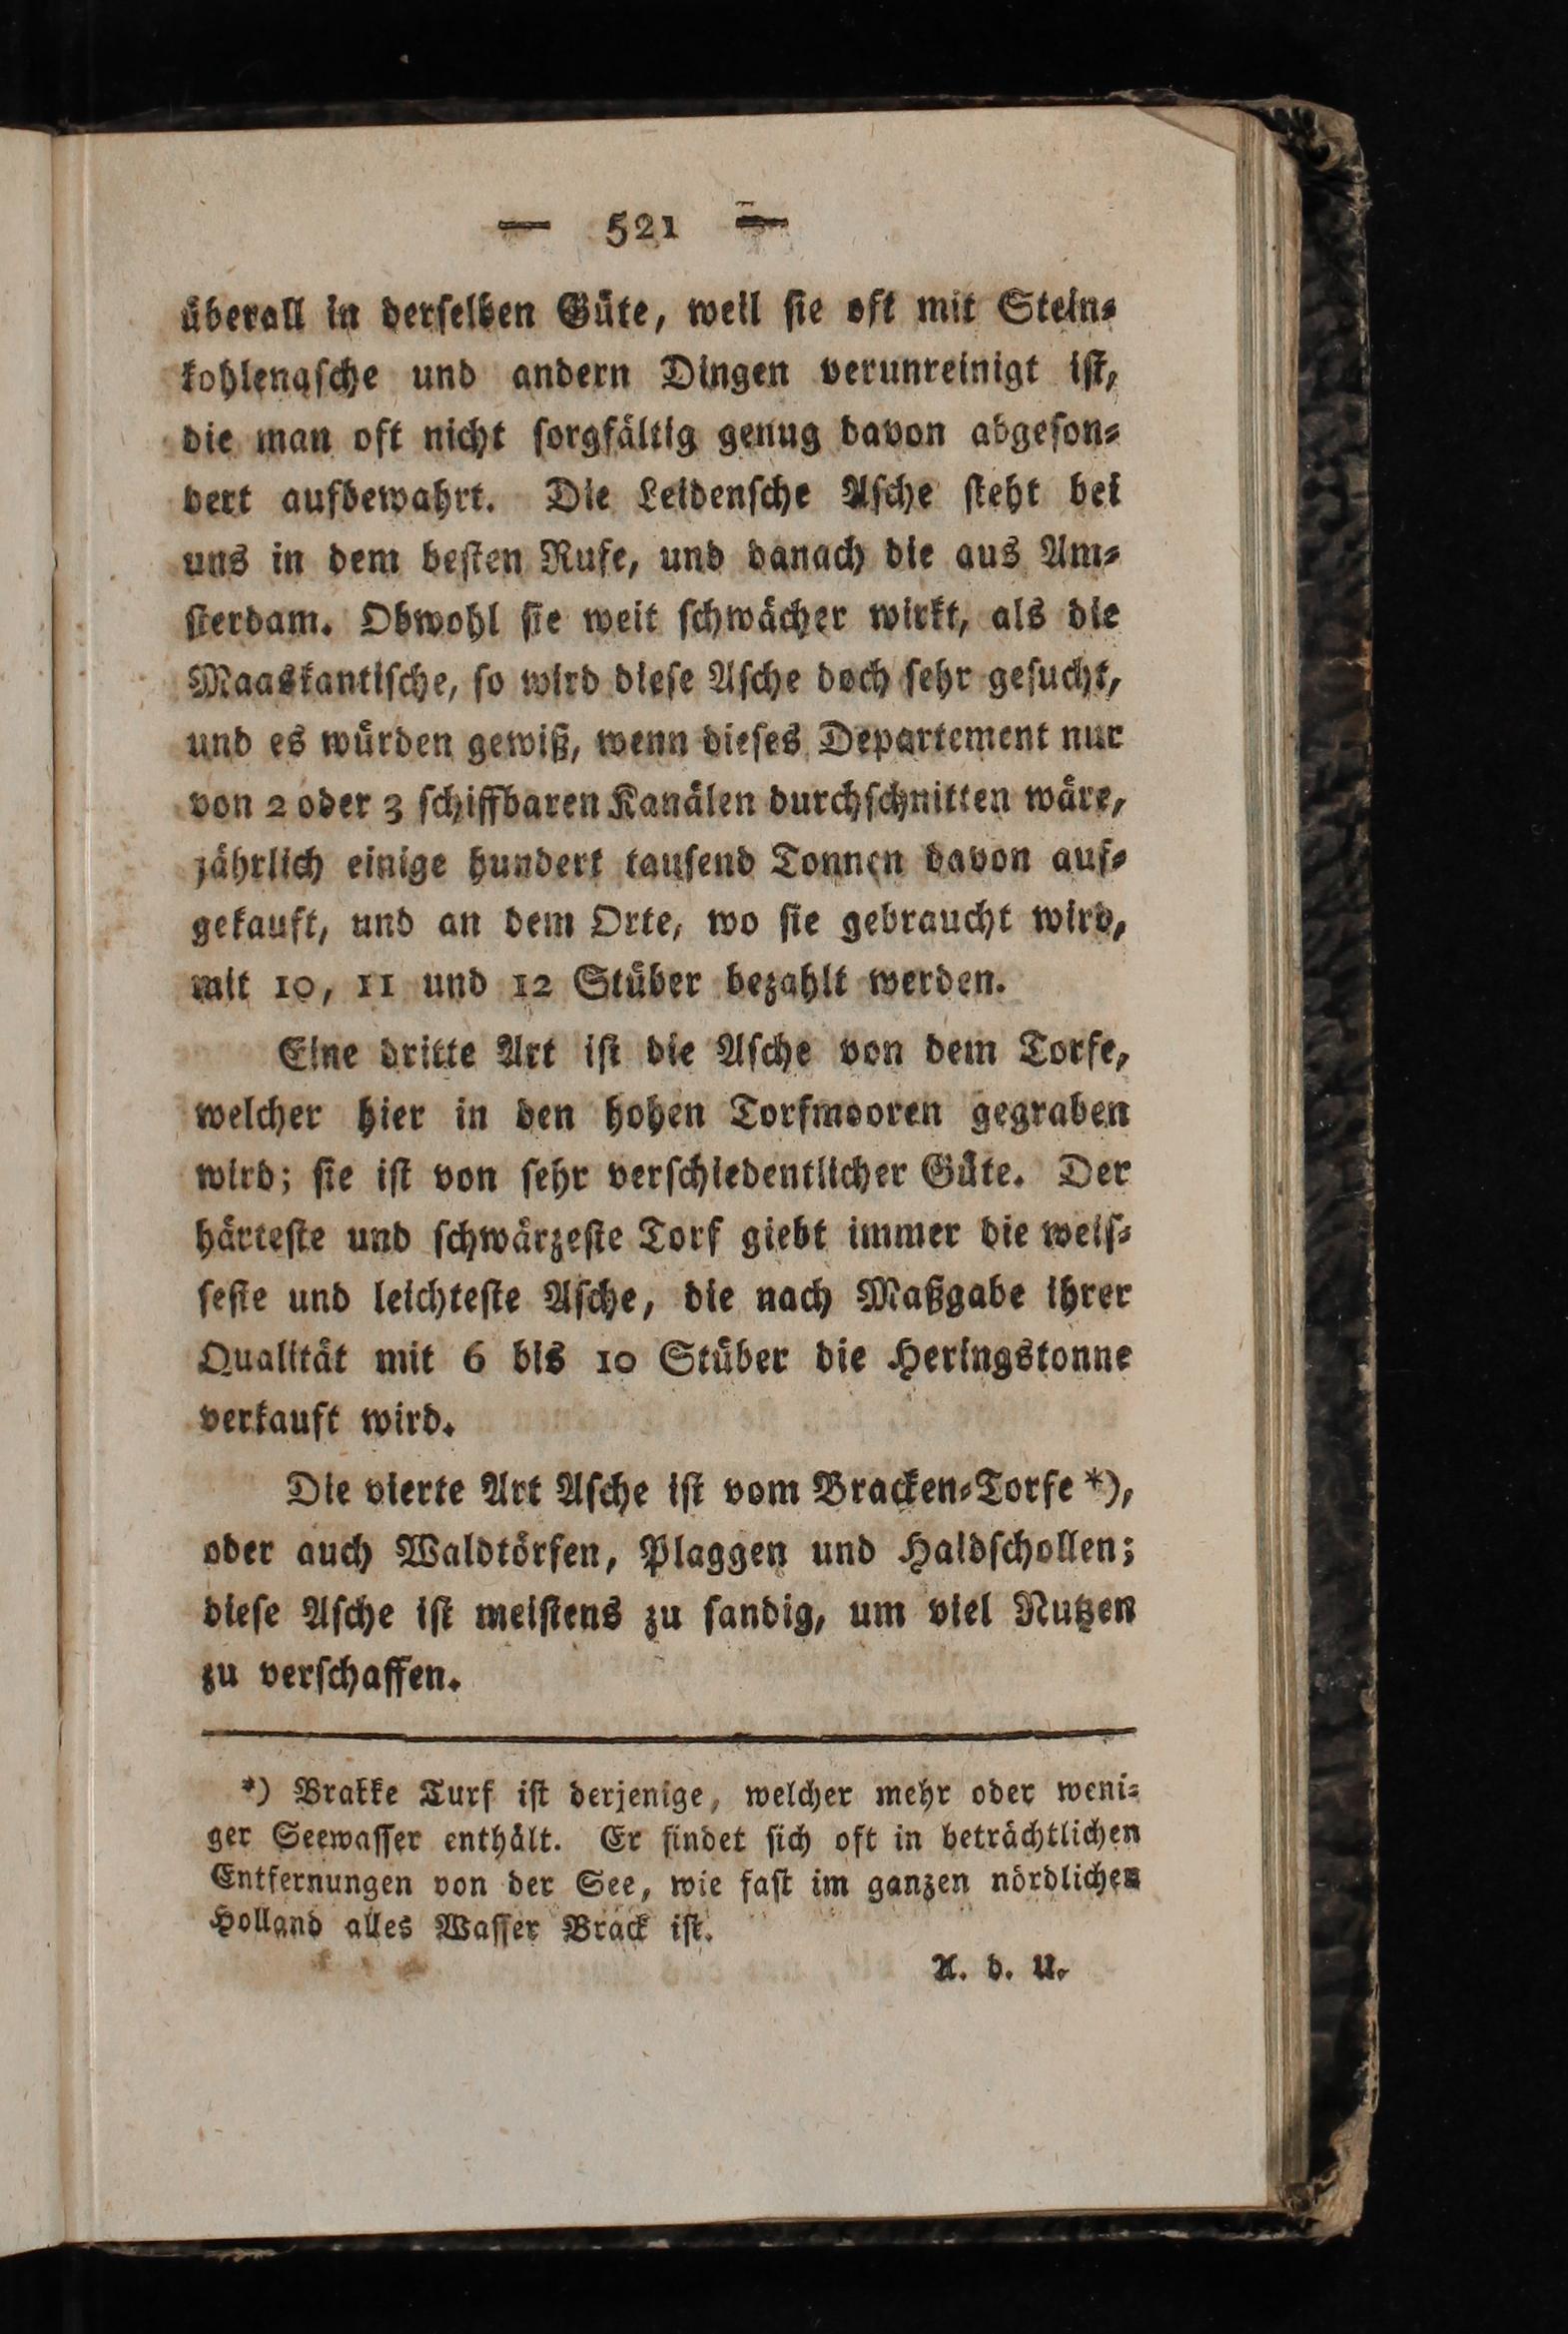 — 521 —
überall in derſelben Güte, weil ſie oft mit Stein⸗
kohlenaſche und andern Dingen verunreinigt iſt,
die man oft nicht ſorgfältig genug davon abgeſon⸗
dert aufbewahrt. Die Leidenſche Aſche ſteht bei
uns in dem beſten Rufe, und danach die aus Am⸗
ſterdam. Obwohl ſie weit ſchwächer wirkt, als die
Maaskantiſche, ſo wird dieſe Aſche doch ſehr geſucht,
und es würden gewiß, wenn dieſes Departement nur
von 2 oder 3 ſchiffbaren Kanälen durchſchnitten wäre,
jährlich einige hundert tauſend Tonnen davon auf⸗
gekauft, und an dem Orte, wo ſie gebraucht wird,
mit 10, 11 und 12 Stüber bezahlt werden.
Eine dritte Art iſt die Aſche von dem Torfe,
welcher hier in den hohen Torfmooren gegraben
wird; ſie iſt von ſehr verſchiedentlicher Güte. Der
härteſte und ſchwärzeſte Torf giebt immer die weiſ⸗
ſeſte und leichteſte Aſche, die nach Maßgabe ihrer
Qualität mit 6 bis 10 Stüber die Heringstonne
verkauft wird.
Die vierte Art Aſche iſt vom Bracken⸗Torfe *),
oder auch Waldtörfen, Plaggen und Haidſchollen;
dieſe Aſche iſt meiſtens zu ſandig, um viel Nutzen
zu verſchaffen.
*) Brakke Turf iſt derjenige, welcher mehr oder weni⸗
ger Seewaſſer enthält. Er findet ſich oft in beträchtlichen
Entfernungen von der See, wie faſt im ganzen nördlichen
Holland alles Waſſer Brack iſt.
A. d. U.